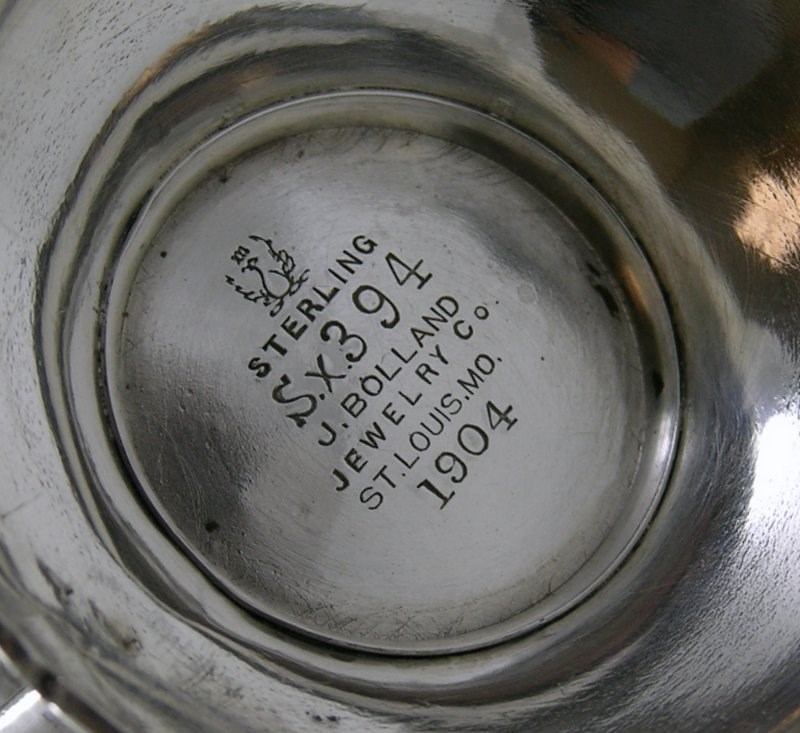 STERLING
S.X394
J. BOLLAND
JEWELRY Co.
ST. LOUIS. MO.
1904